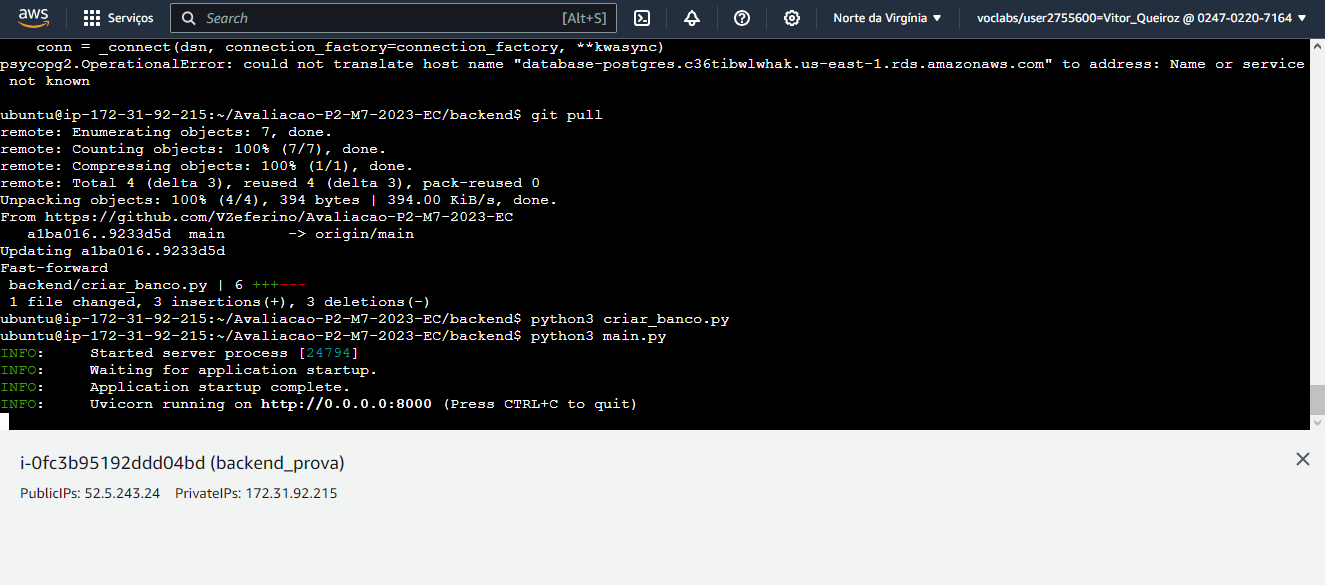 aws Serviços Search [Alt+S] Norte da Virgínia voclabs/user2755600=Vitor_Queiroz @ 0247-0220-7164
    conn = _connect(dsn, connection_factory=connection_factory, **kwasync)
psycopg2.OperationalError: could not translate host name "database-postgres.c36tibwlwhak.us-east-1.rds.amazonaws.com" to address: Name or service
 not known
ubuntu@ip-172-31-92-215:~/Avaliacao-P2-M7-2023-EC/backend$ git pull
remote: Enumerating objects: 7, done.
remote: Counting objects: 100% (7/7), done.
remote: Compressing objects: 100% (1/1), done.
remote: Total 4 (delta 3), reused 4 (delta 3), pack-reused 0
Unpacking objects: 100% (4/4), 394 bytes | 394.00 KiB/s, done.
From https://github.com/VZeferino/Avaliacao-P2-M7-2023-EC
   a1ba016..9233d5d  main       -> origin/main
Updating a1ba016..9233d5d
Fast-forward
 backend/criar_banco.py | 6 +++---
 1 file changed, 3 insertions(+), 3 deletions(-)
ubuntu@ip-172-31-92-215:~/Avaliacao-P2-M7-2023-EC/backend$ python3 criar_banco.py
ubuntu@ip-172-31-92-215:~/Avaliacao-P2-M7-2023-EC/backend$ python3 main.py
INFO:     Started server process [24794]
INFO:     Waiting for application startup.
INFO:     Application startup complete.
INFO:     Uvicorn running on http://0.0.0.0:8000 (Press CTRL+C to quit)
i-0fc3b95192ddd04bd (backend_prova)
PublicIPs: 52.5.243.24 PrivateIPs: 172.31.92.215